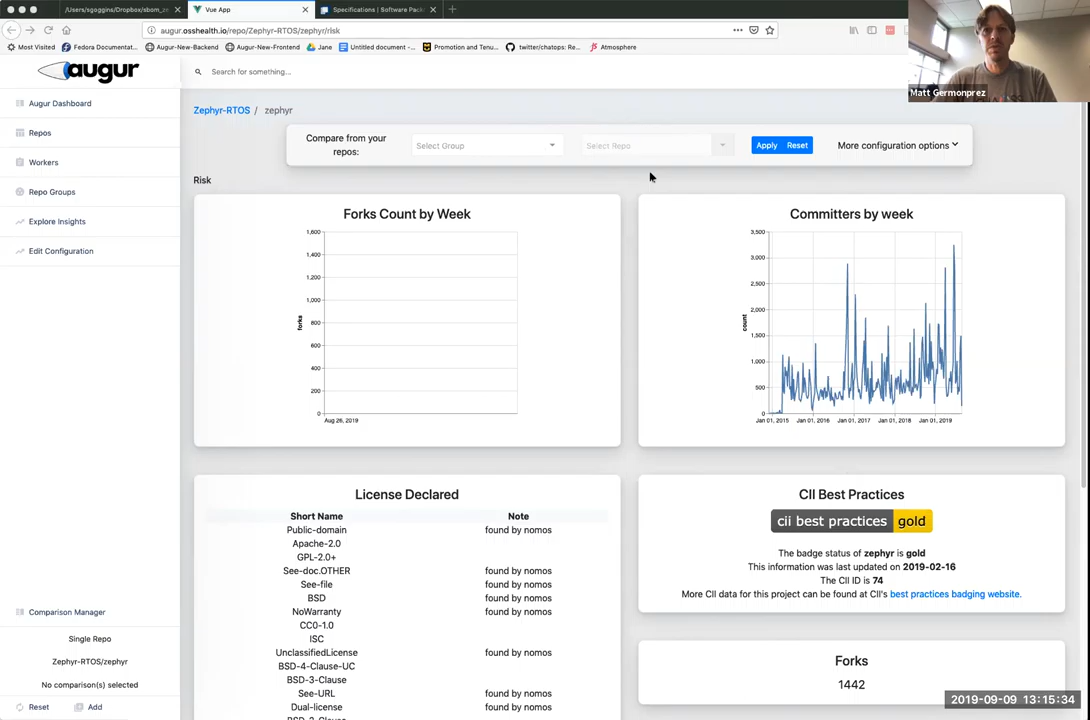 /Users/sgoggins/Dropbox/sbom_ze
Vue App
Specifications | Software Pack
augur.osshealth.io/repo/Zephyr-RTOS/zephyr/risk
Most Visited
Fedora Documentat...
Augur-New-Backend
Augur-New-Frontend
Jane
Untitled document -...
Promotion and Tenu...
twitter/chatops: Re...
Atmosphere
Matt Germonprez
augur
Search for something...
Augur Dashboard
Repos
Workers
Repo Groups
Explore Insights
Edit Configuration
Zephyr-RTOS / zephyr
Compare from your
repos:
Select Group
Select Repo
Apply Reset
More configuration options
Risk
Forks Count by Week
1,600
1,400
1,200
1,000
800
600
400
200
0
forks
Aug 26, 2019
Committers by week
3,500
3,000
2,500
2,000
1,500
1,000
500
0
count
Jan 01, 2015 Jan 01, 2016 Jan 01, 2017 Jan 01, 2018 Jan 01, 2019
License Declared
Short Name Note
Public-domain found by nomos
Apache-2.0
GPL-2.0+
See-doc.OTHER found by nomos
See-file found by nomos
BSD found by nomos
NoWarranty found by nomos
CC0-1.0
ISC
UnclassifiedLicense found by nomos
BSD-4-Clause-UC
BSD-3-Clause
See-URL found by nomos
Dual-license found by nomos
BSD-2-Clause
CII Best Practices
cii best practices gold
The badge status of zephyr is gold
This information was last updated on 2019-02-16
The CII ID is 74
More CII data for this project can be found at CII's best practices badging website.
Forks
1442
Comparison Manager
Single Repo
Zephyr-RTOS/zephyr
No comparison(s) selected
Reset
Add
2019-09-09 13:15:34